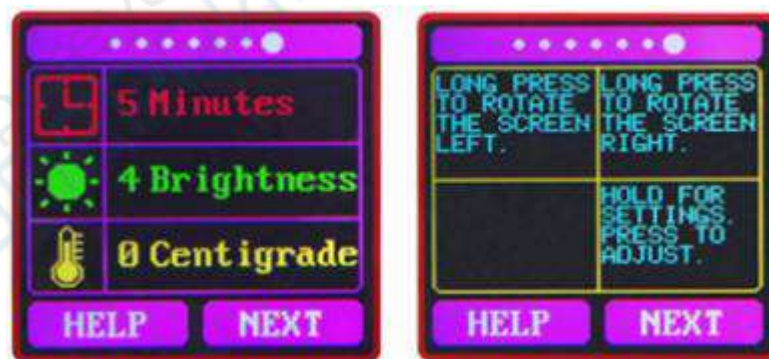 5 Minutes
4 Brightness
0 Centigrade
HELP NEXT
LONG PRESS
TO ROTATE
THE SCREEN
LEFT.
LONG PRESS
TO ROTATE
THE SCREEN
RIGHT.
HOLD FOR
SETTINGS.
PRESS TO
ADJUST.
HELP NEXT